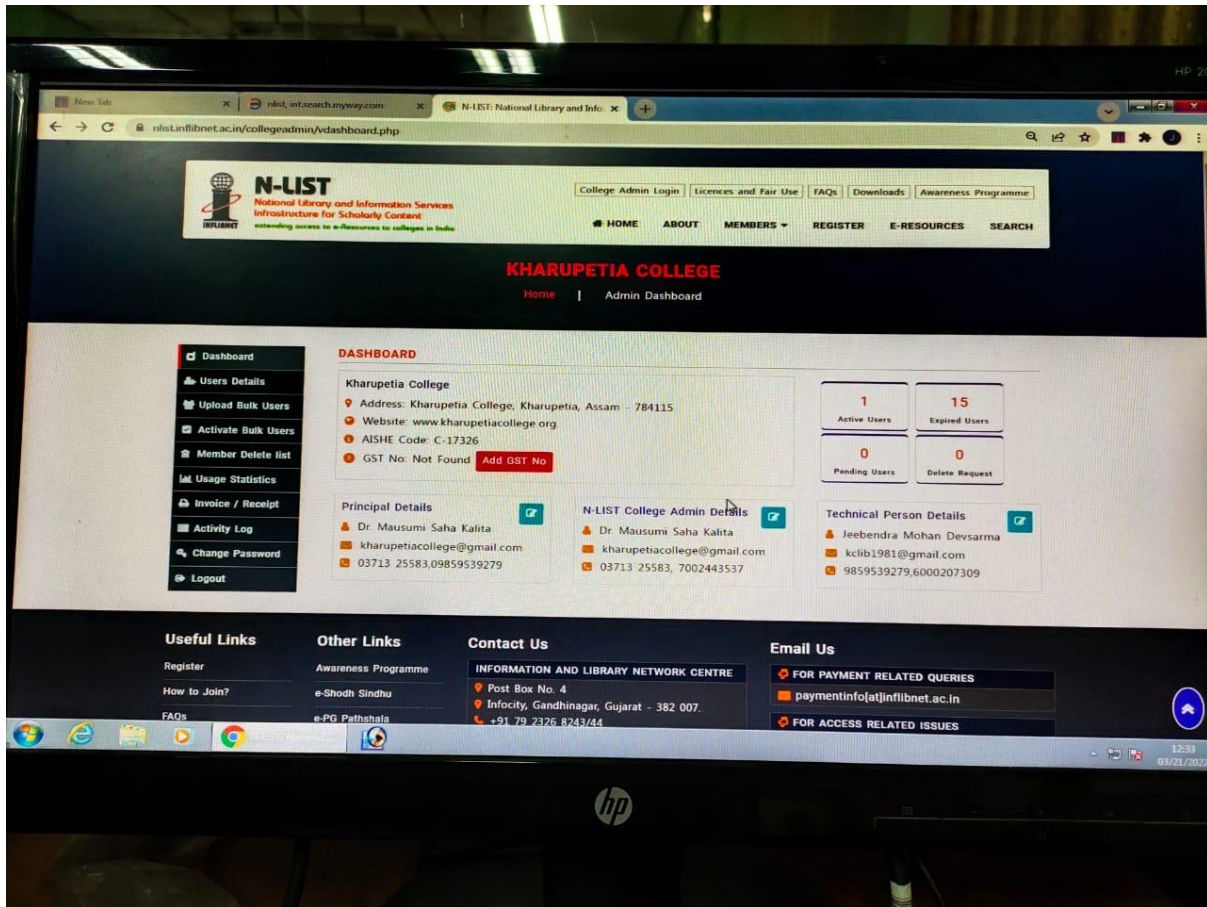 HP 20
New Tab
nlist, int.search.myway.com
N-LIST: National Library and Info
nlist.inflibnet.ac.in/collegeadmin/vdashboard.php
INFLIBNET
N-LIST
National Library and Information Services
Infrastructure for Scholarly Content
extending access to e-Resources to colleges in India
College Admin Login
Licences and Fair Use
FAQs
Downloads
Awareness Programme
HOME
ABOUT
MEMBERS
REGISTER
E-RESOURCES
SEARCH
KHARUPETIA COLLEGE
Home | Admin Dashboard
Dashboard
Users Details
Upload Bulk Users
Activate Bulk Users
Member Delete list
Usage Statistics
Invoice / Receipt
Activity Log
Change Password
Logout
DASHBOARD
Kharupetia College
Address: Kharupetia College, Kharupetia, Assam - 784115
Website: www.kharupetiacollege.org
AISHE Code: C-17326
GST No: Not Found Add GST No
1
Active Users
15
Expired Users
0
Pending Users
0
Delete Request
Principal Details
Dr. Mausumi Saha Kalita
kharupetiacollege@gmail.com
03713 25583,09859539279
N-LIST College Admin Details
Dr. Mausumi Saha Kalita
kharupetiacollege@gmail.com
03713 25583, 7002443537
Technical Person Details
Jeebendra Mohan Devsarma
kclib1981@gmail.com
9859539279,6000207309
Useful Links
Register
How to Join?
FAQs
Other Links
Awareness Programme
e-Shodh Sindhu
e-PG Pathshala
Contact Us
INFORMATION AND LIBRARY NETWORK CENTRE
Post Box No. 4
Infocity, Gandhinagar, Gujarat - 382 007.
+91 79 2326 8243/44
Email Us
FOR PAYMENT RELATED QUERIES
paymentinfo[at]inflibnet.ac.in
FOR ACCESS RELATED ISSUES
12:33
03/21/2022
hp